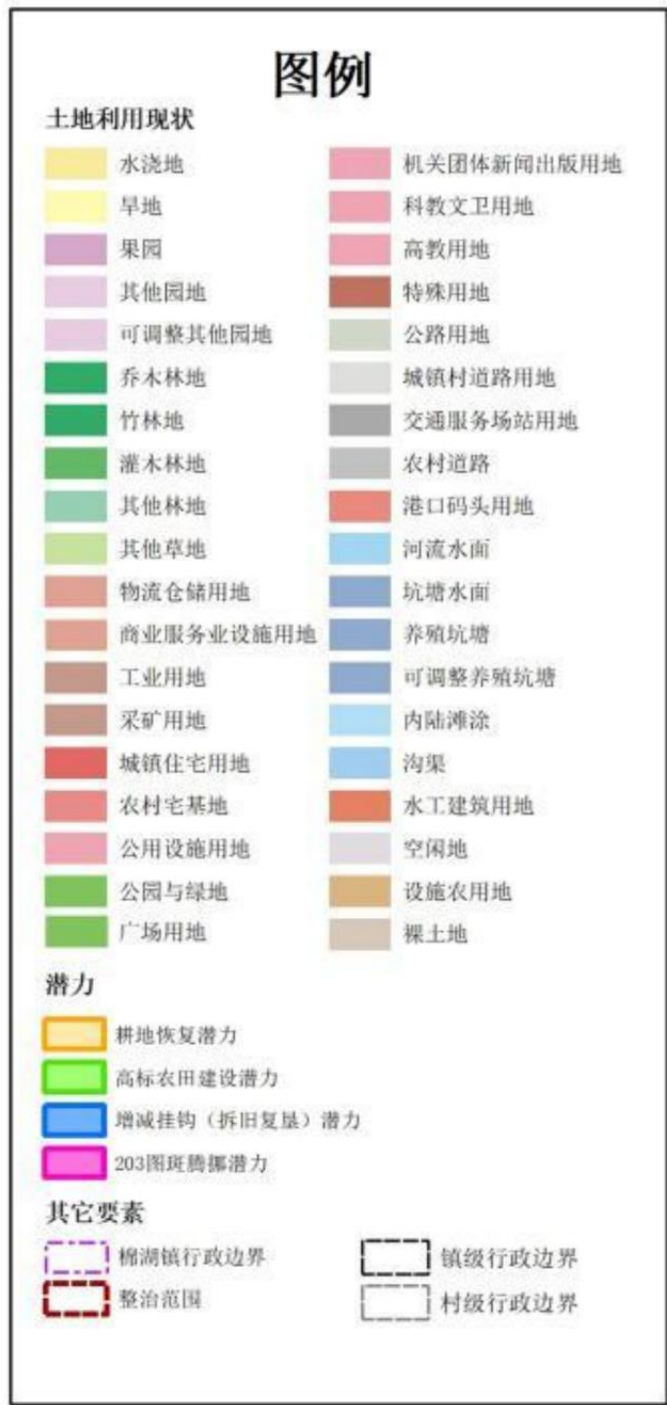 图例
土地利用现状
水浇地
旱地
果园
其他园地
可调整其他园地
乔木林地
竹林地
灌木林地
其他林地
其他草地
物流仓储用地
商业服务业设施用地
工业用地
采矿用地
城镇住宅用地
农村宅基地
公用设施用地
公园与绿地
广场用地
机关团体新闻出版用地
科教文卫用地
高教用地
特殊用地
公路用地
城镇村道路用地
交通服务场站用地
农村道路
港口码头用地
河流水面
坑塘水面
养殖坑塘
可调整养殖坑塘
内陆滩涂
沟渠
水工建筑用地
空闲地
设施农用地
裸土地
潜力
耕地恢复潜力
高标农田建设潜力
增减挂钩（拆旧复垦）潜力
203图斑腾挪潜力
其它要素
棉湖镇行政边界
整治范围
镇级行政边界
村级行政边界